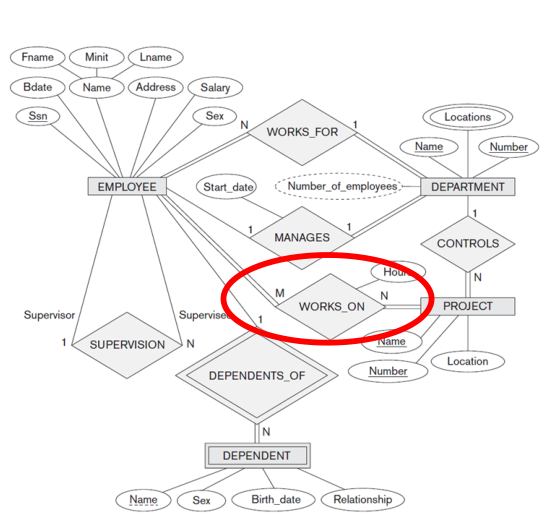 Fname Minit Lname
Bdate Name Address Salary
Ssn Sex
Locations
Name Number
N WORKS_FOR 1
EMPLOYEE Start_date Number_of_employees DEPARTMENT
1 MANAGES 1
1
CONTROLS
N
Hours
M WORKS_ON N PROJECT
Supervisor Supervisee
1 SUPERVISION N
1
Name
Number Location
DEPENDENTS_OF
N
DEPENDENT
Name Sex Birth_date Relationship